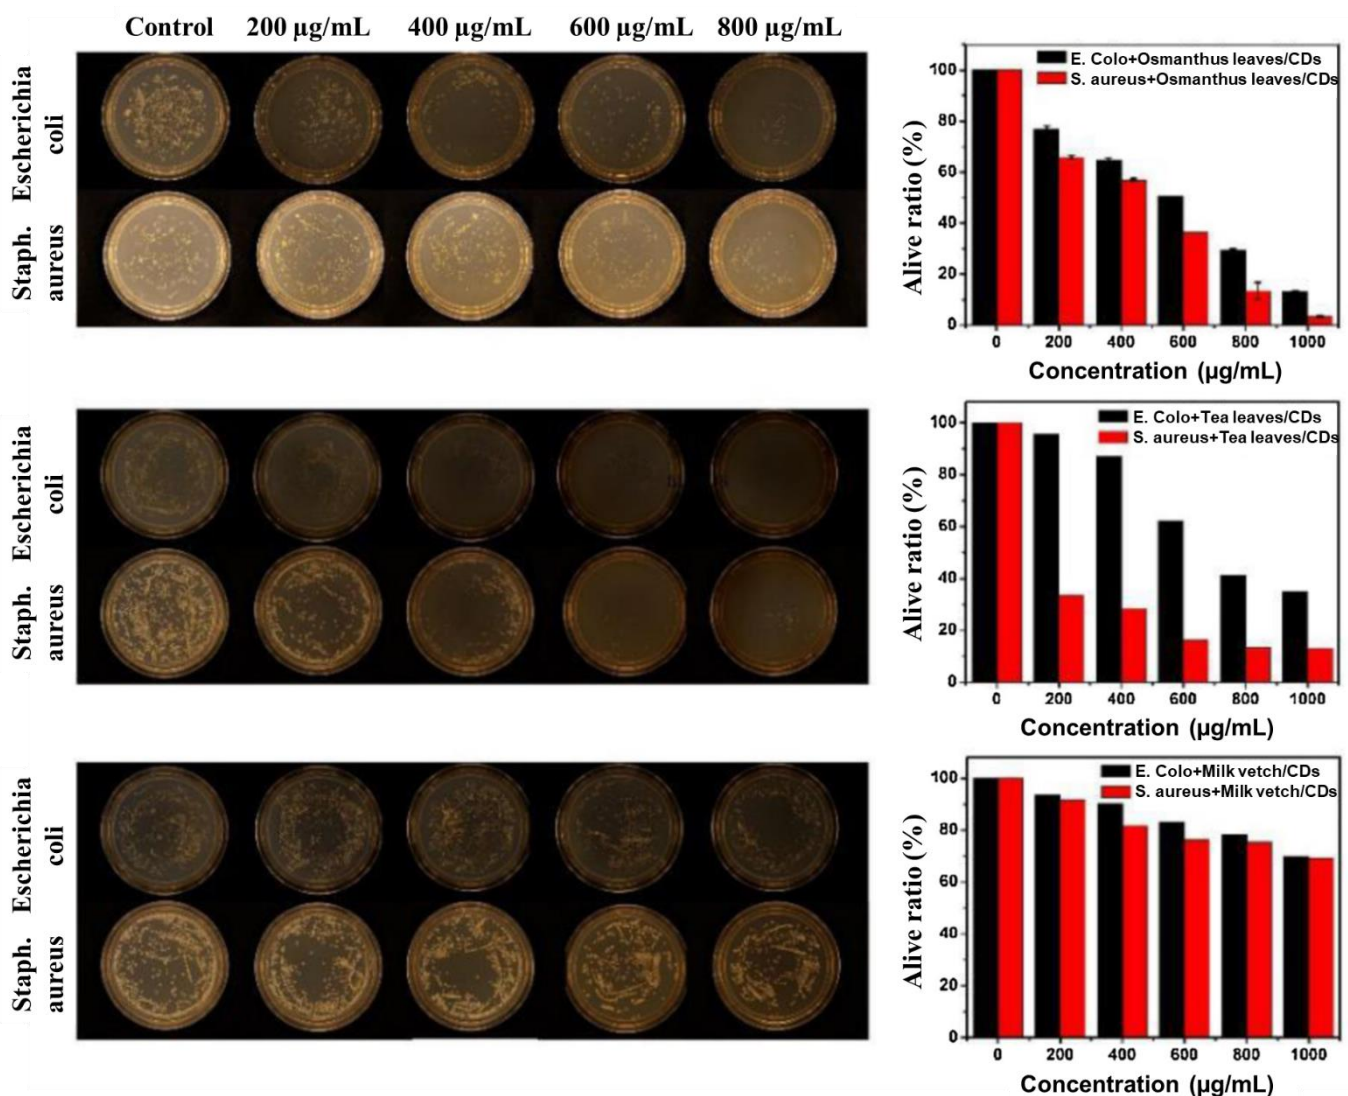 Control 200 µg/mL 400 µg/mL 600 µg/mL 800 µg/mL
Escherichia
coli
Staph.
aureus
E. Colo+Osmanthus leaves/CDs
S. aureus+Osmanthus leaves/CDs
Alive ratio (%)
100
80
60
40
20
0
0 200 400 600 800 1000
Concentration (µg/mL)
Escherichia
coli
Staph.
aureus
E. Colo+Tea leaves/CDs
S. aureus+Tea leaves/CDs
Alive ratio (%)
100
80
60
40
20
0
0 200 400 600 800 1000
Concentration (µg/mL)
Escherichia
coli
Staph.
aureus
E. Colo+Milk vetch/CDs
S. aureus+Milk vetch/CDs
Alive ratio (%)
100
80
60
40
20
0
0 200 400 600 800 1000
Concentration (µg/mL)